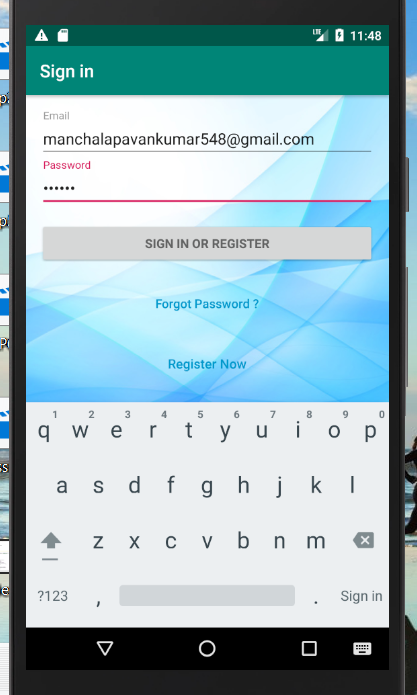 LTE 11:48
Sign in
Email
manchalapavankumar548@gmail.com
Password
••••••
SIGN IN OR REGISTER
Forgot Password ?
Register Now
1 2 3 4 5 6 7 8 9 0
q w e r t y u i o p
a s d f g h j k l
z x c v b n m
?123 , . Sign in